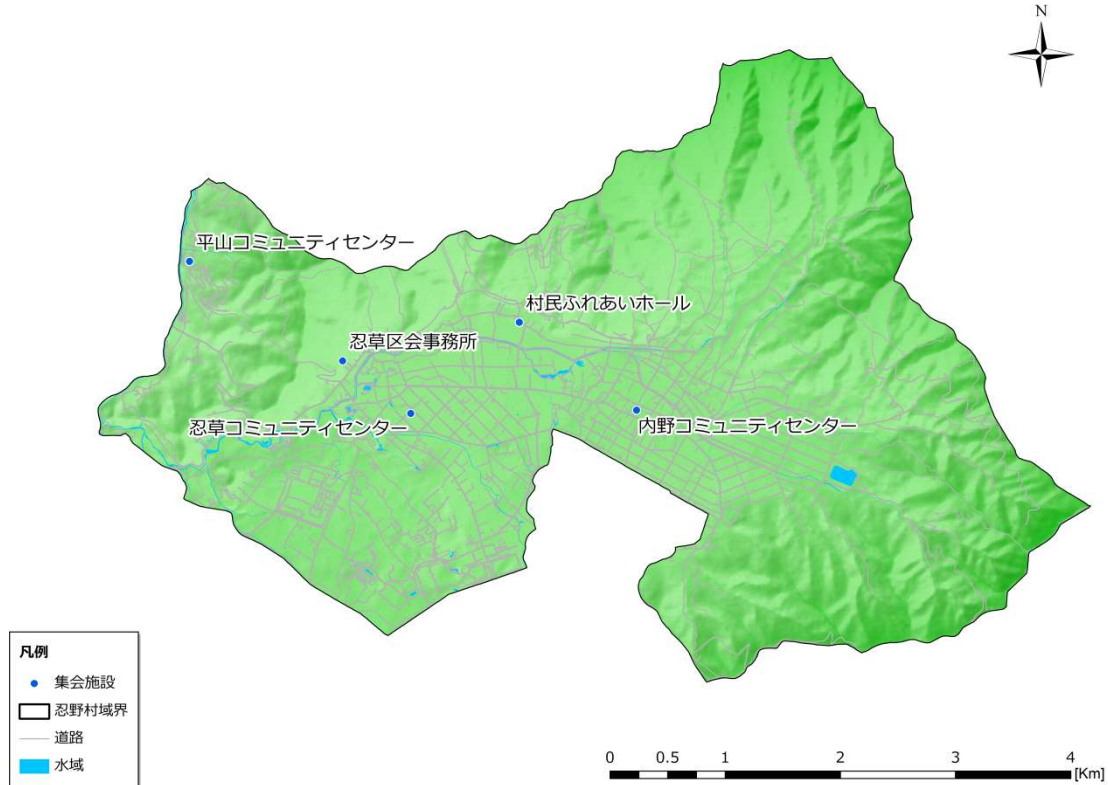 N
平山コミュニティセンター
村民ふれあいホール
忍草区会事務所
忍草コミュニティセンター
内野コミュニティセンター
凡例
集会施設
忍野村域界
道路
水域
0 0.5 1 2 3 4
[Km]